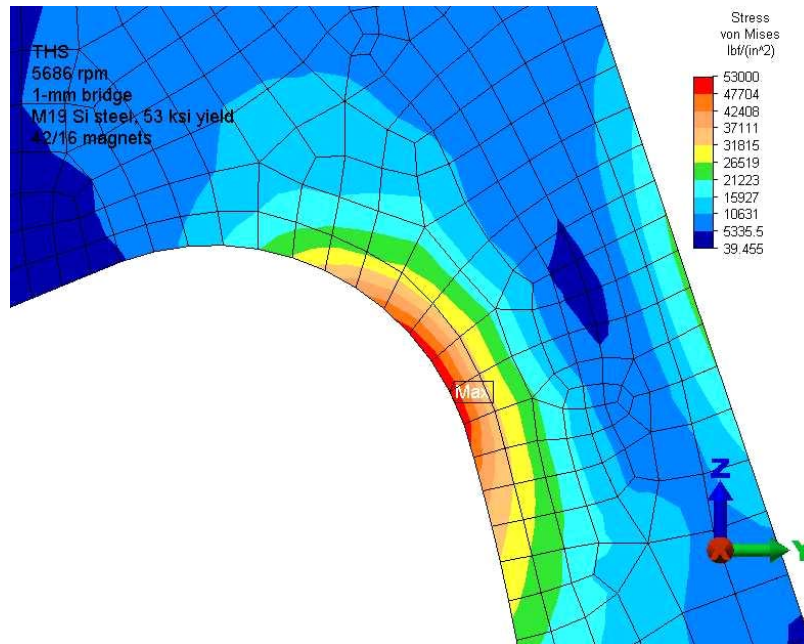 THS
5686 rpm
1-mm bridge
M19 Si steel, 53 ksi yield
42/16 magnets
Stress
von Mises
lbf/(in^2)
53000
47704
42408
37111
31815
26519
21223
15927
10631
5335.5
39.455
Max
Z
X
Y